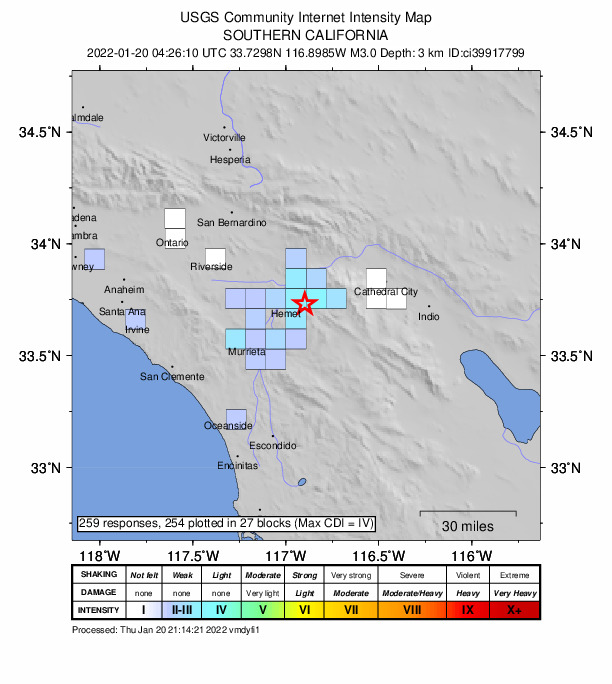 USGS Community Internet Intensity Map
SOUTHERN CALIFORNIA
2022-01-20 04:26:10 UTC 33.7298N 116.8985W M3.0 Depth: 3 km ID:ci39917799
34.5˚N
34.5˚N
34˚N
34˚N
33.5˚N
33.5˚N
33˚N
33˚N
almdale
Victorville
Hesperia
adena
ambra
San Bernardino
Ontario
wney
Riverside
Anaheim
Cathedral City
Santa Ana
Hemet
Indio
Irvine
Murrieta
San Clemente
Oceanside
Escondido
Encinitas
259 responses, 254 plotted in 27 blocks (Max CDI = IV)
30 miles
118˚W
117.5˚W
117˚W
116.5˚W
116˚W
SHAKING Not felt Weak Light Moderate Strong Very strong Severe Violent Extreme
DAMAGE none none none Very light Light Moderate Moderate/Heavy Heavy Very Heavy
INTENSITY I II-III IV V VI VII VIII IX X+
Processed: Thu Jan 20 21:14:21 2022 vmdyfi1